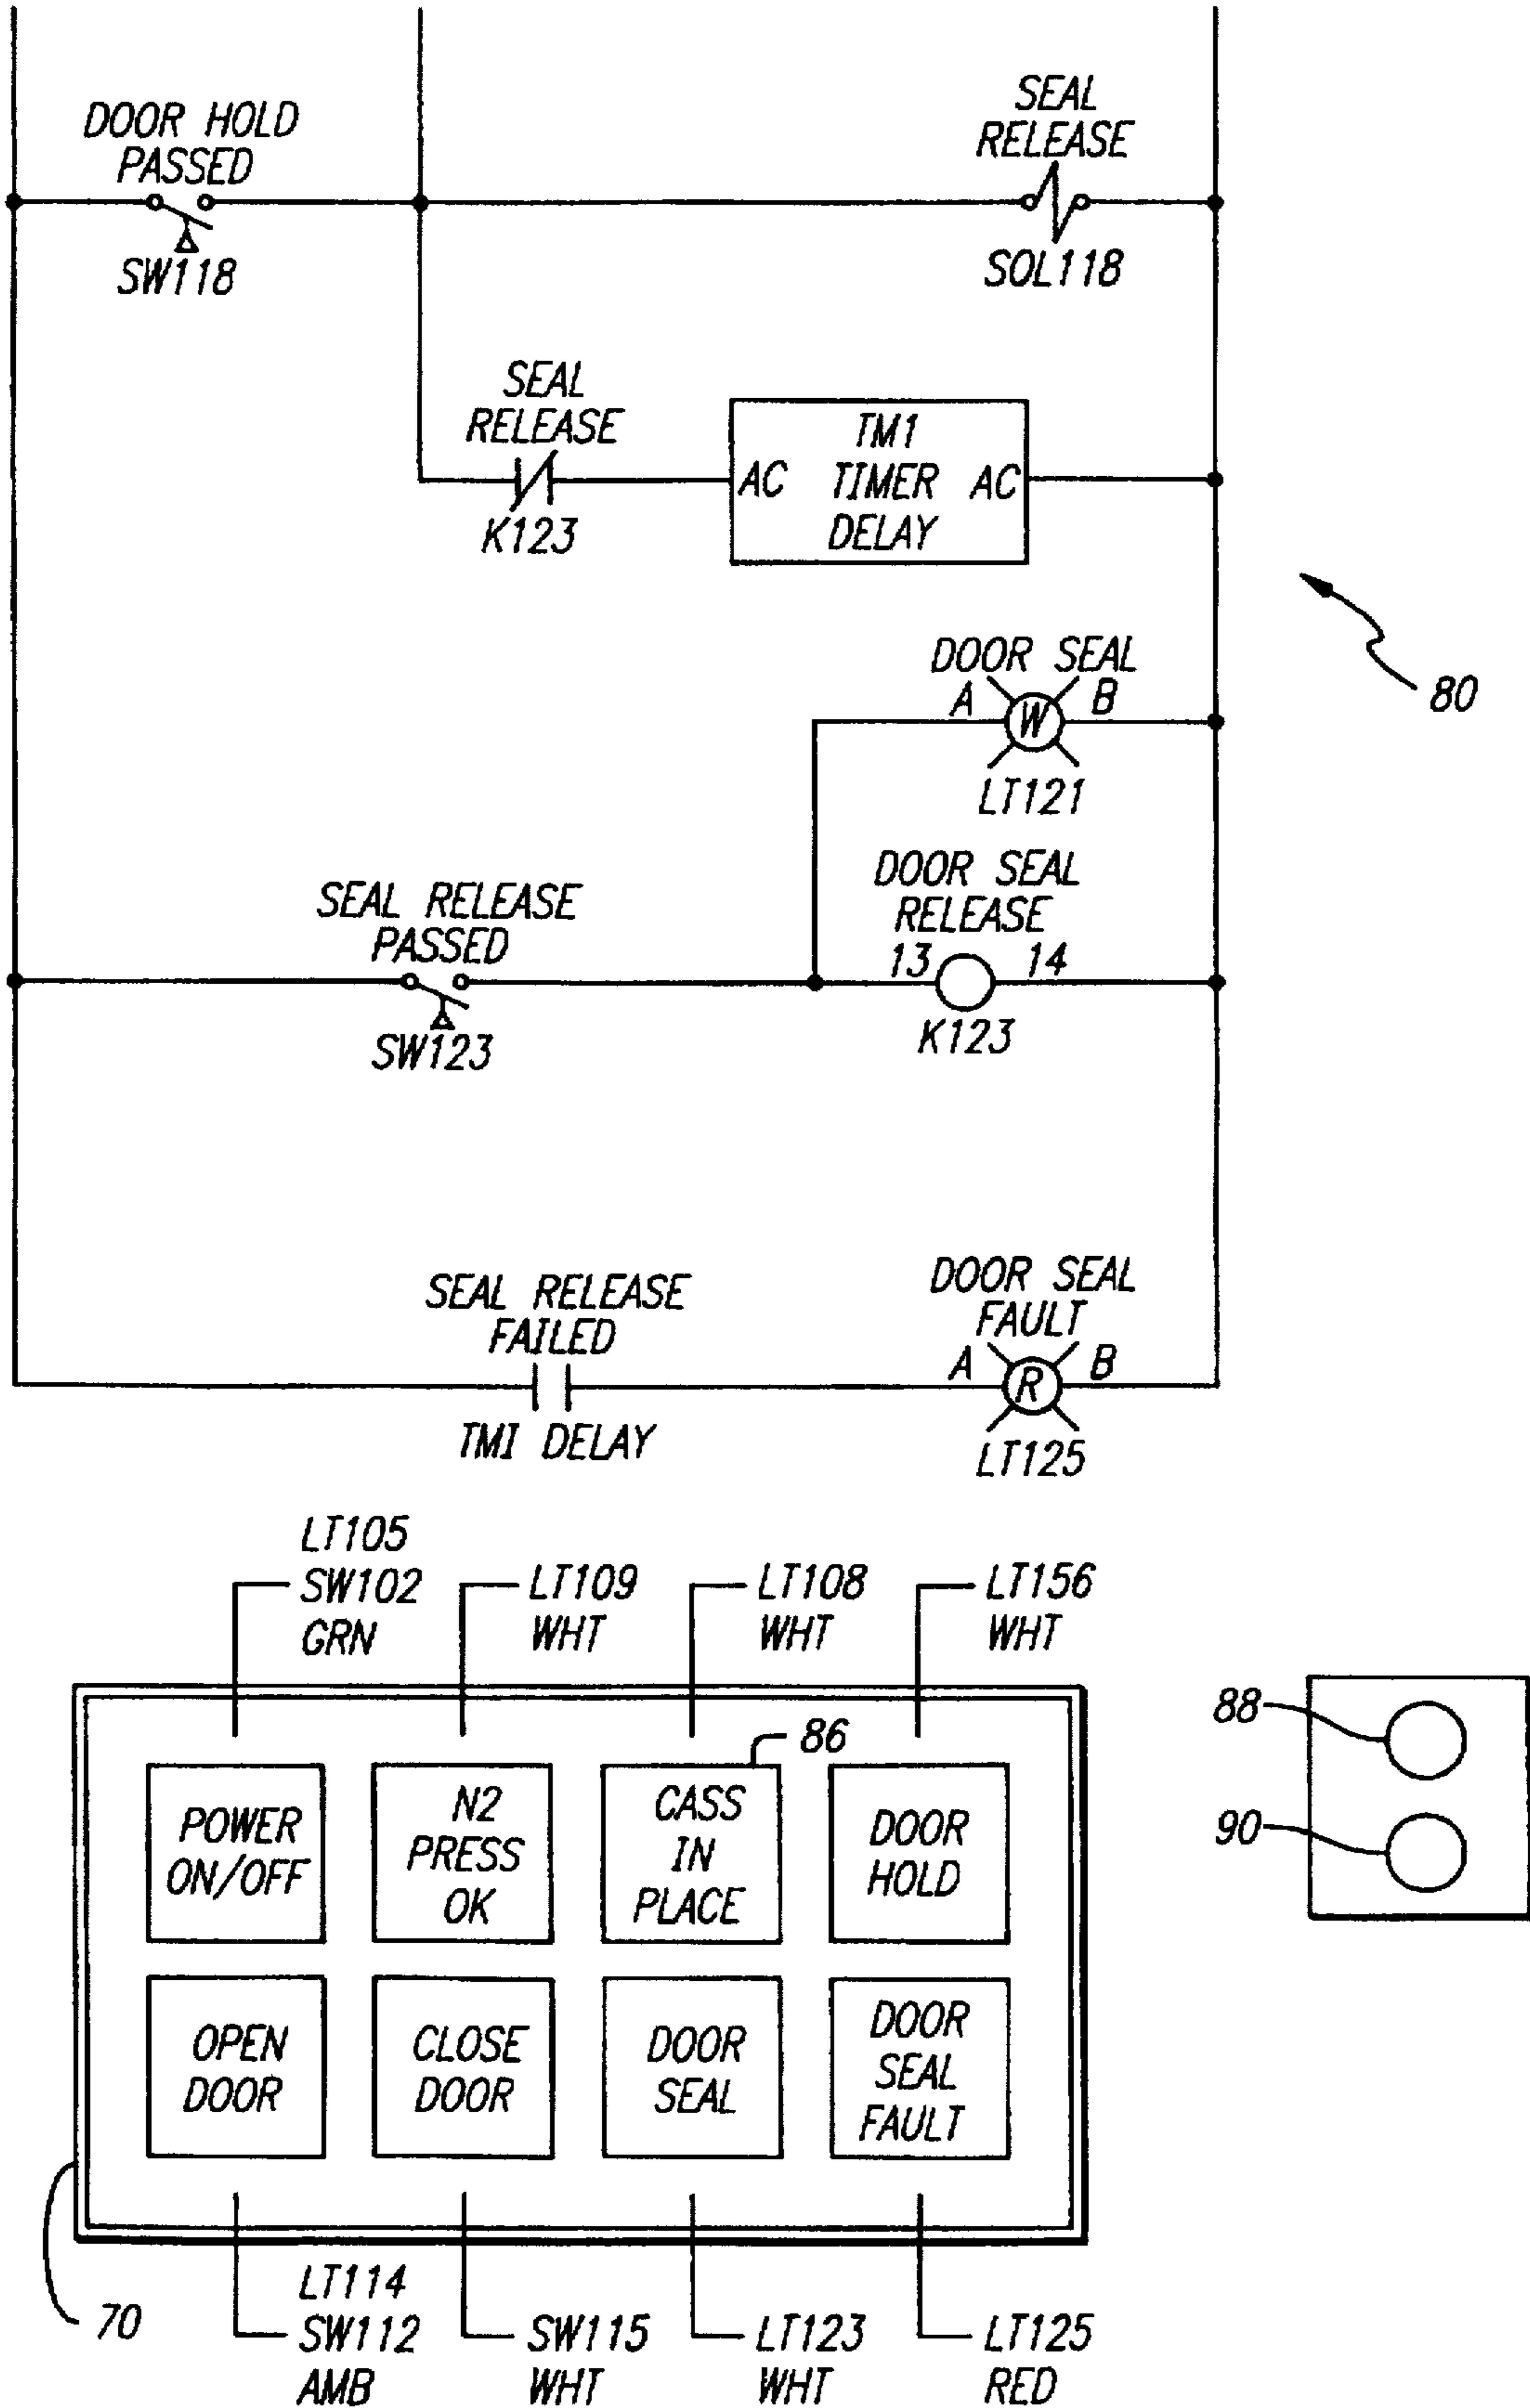 DOOR HOLD
PASSED
SW118
SEAL
RELEASE
SOL118
SEAL
RELEASE
K123
AC
TM1
TIMER
DELAY
AC
80
DOOR SEAL
A
W
B
LT121
SEAL RELEASE
PASSED
SW123
DOOR SEAL
RELEASE
13
14
K123
SEAL RELEASE
FAILED
TMI DELAY
DOOR SEAL
FAULT
A
R
B
LT125
LT105
SW102
GRN
LT109
WHT
LT108
WHT
LT156
WHT
86
POWER
ON/OFF
N2
PRESS
OK
CASS
IN
PLACE
DOOR
HOLD
88
90
OPEN
DOOR
CLOSE
DOOR
DOOR
SEAL
DOOR
SEAL
FAULT
70
LT114
SW112
AMB
SW115
WHT
LT123
WHT
LT125
RED